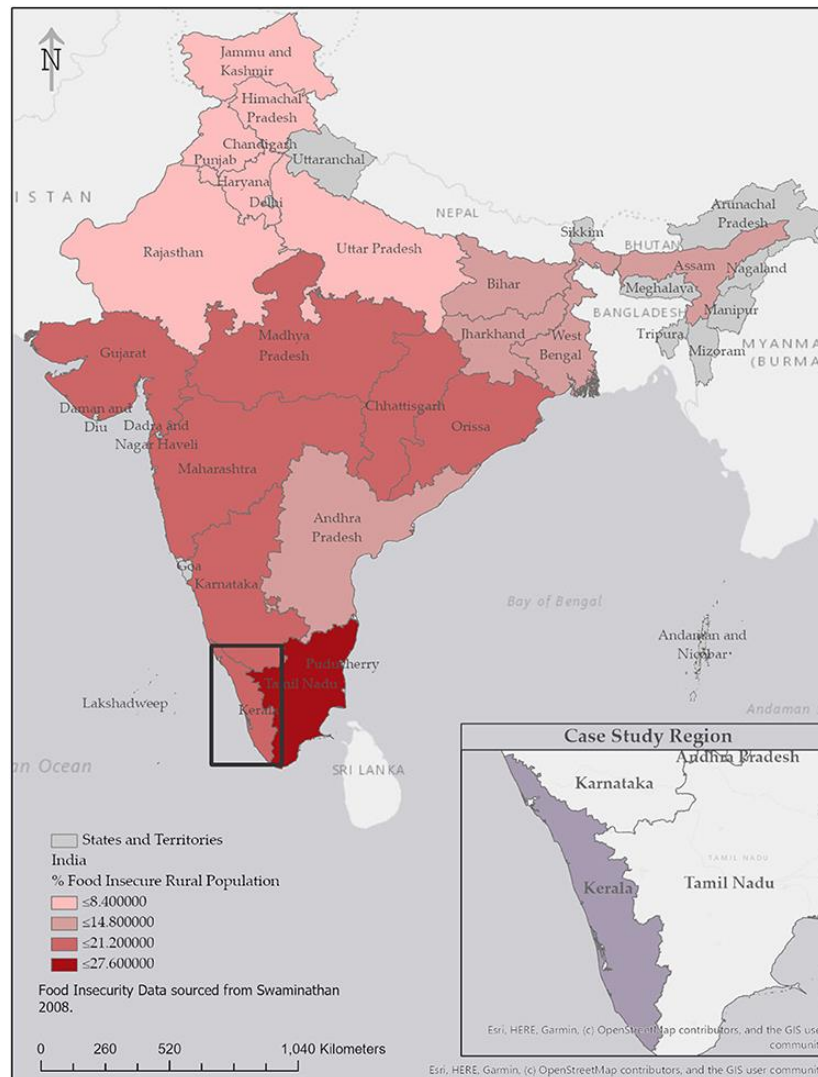 N
Jammu and
Kashmir
Himachal
Pradesh
Chandigarh
Punjab
Uttaranchal
Haryana
Delhi
ISTAN
Rajasthan
Uttar Pradesh
NEPAL
Sikkim
Arunachal
Pradesh
BHUTAN
Assam
Nagaland
Bihar
Meghalaya
BANGLADESH
Manipur
Jharkhand
West
Bengal
Tripura
Mizoram
MYANMA
(BURMA
Gujarat
Madhya
Pradesh
Daman and
Diu
Dadra and
Nagar Haveli
Chhattisgarh
Orissa
Maharashtra
Andhra
Pradesh
Goa
Karnataka
Bay of Bengal
Andaman and
Nicobar
Puducherry
Tamil Nadu
Lakshadweep
Kerala
Andaman
an Ocean
SRI LANKA
States and Territories
India
% Food Insecure Rural Population
≤8.400000
≤14.800000
≤21.200000
≤27.600000
Food Insecurity Data sourced from Swaminathan
2008.
0 260 520 1,040 Kilometers
Case Study Region
Andhra Pradesh
Karnataka
TAMIL NADU
Kerala
Tamil Nadu
Esri, HERE, Garmin, (c) OpenStreetMap contributors, and the GIS user
communit
Esri, HERE, Garmin, (c) OpenStreetMap contributors, and the GIS user communit